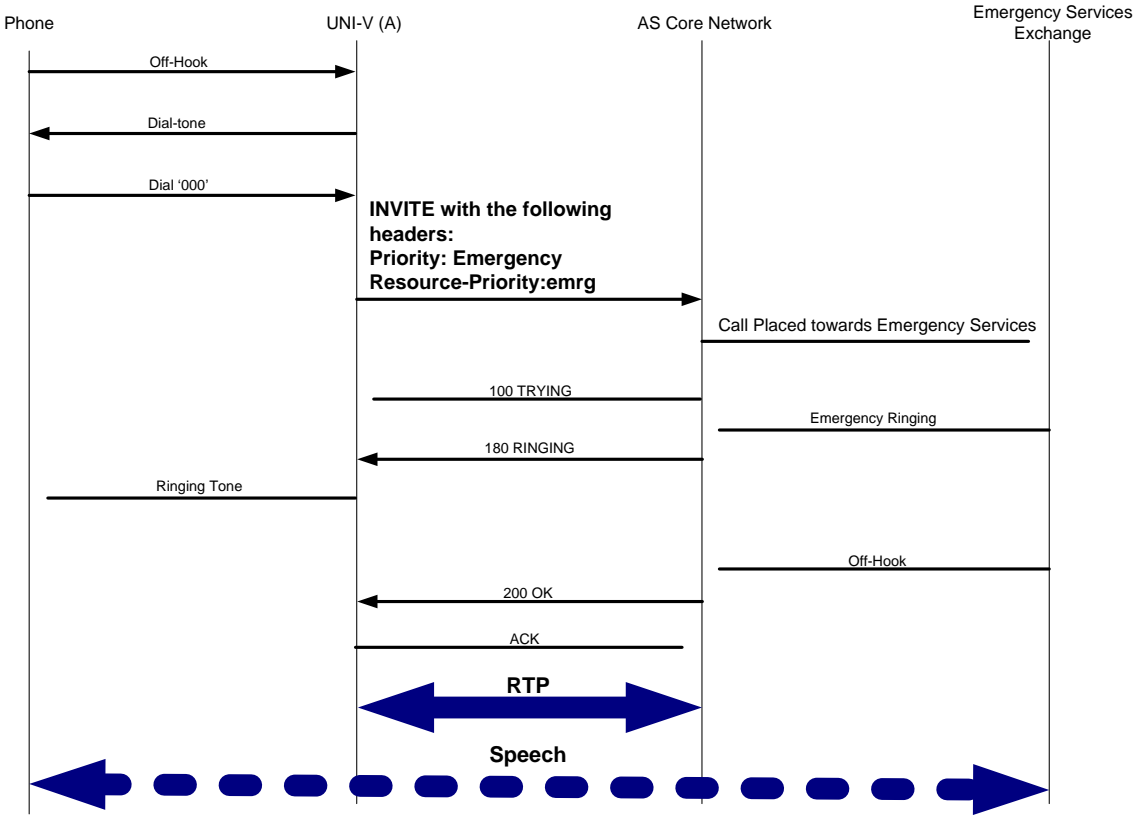 Phone
UNI-V (A)
AS Core Network
Emergency Services
Exchange
Off-Hook
Dial-tone
Dial ‘000’
INVITE with the following
headers:
Priority: Emergency
Resource-Priority:emrg
Call Placed towards Emergency Services
100 TRYING
Emergency Ringing
180 RINGING
Ringing Tone
Off-Hook
200 OK
ACK
RTP
Speech